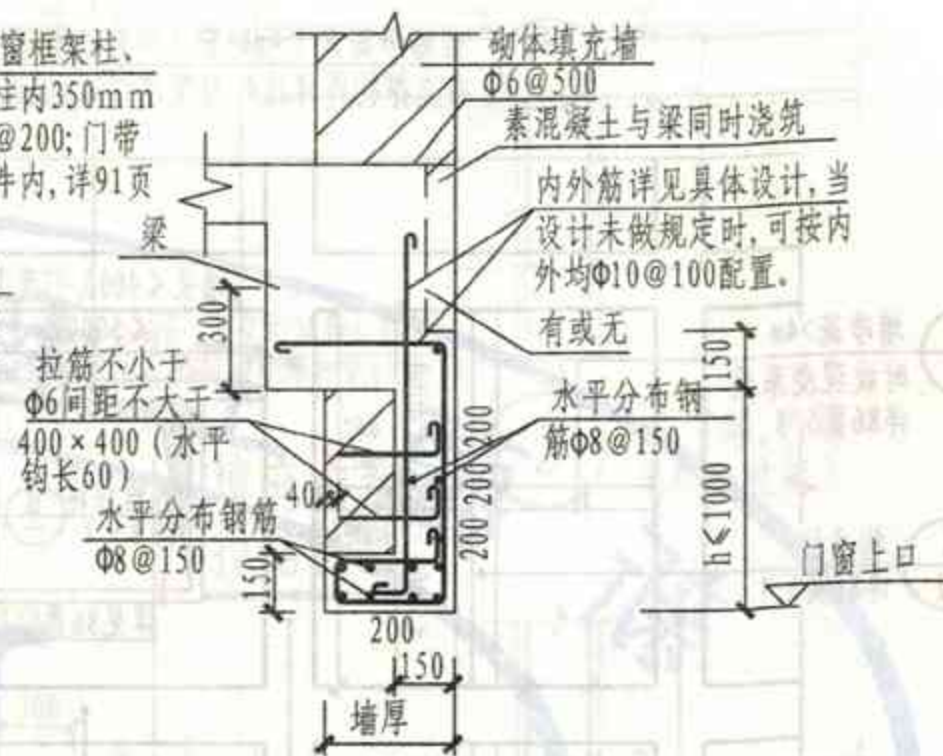 窗框架柱、
柱内350mm
@200; 门带
件内, 详91页
砌体填充墙
Φ6@500
素混凝土与梁同时浇筑
内外筋详见具体设计, 当
设计未做规定时, 可按内
外均Φ10@100配置.
有或无
梁
300
150
拉筋不小于
Φ6间距不大于
400×400 (水平
钩长60)
水平分布钢
筋Φ8@150
40
200 200 200
h≤1000
水平分布钢筋
Φ8@150
150
门窗上口
200
150
墙厚